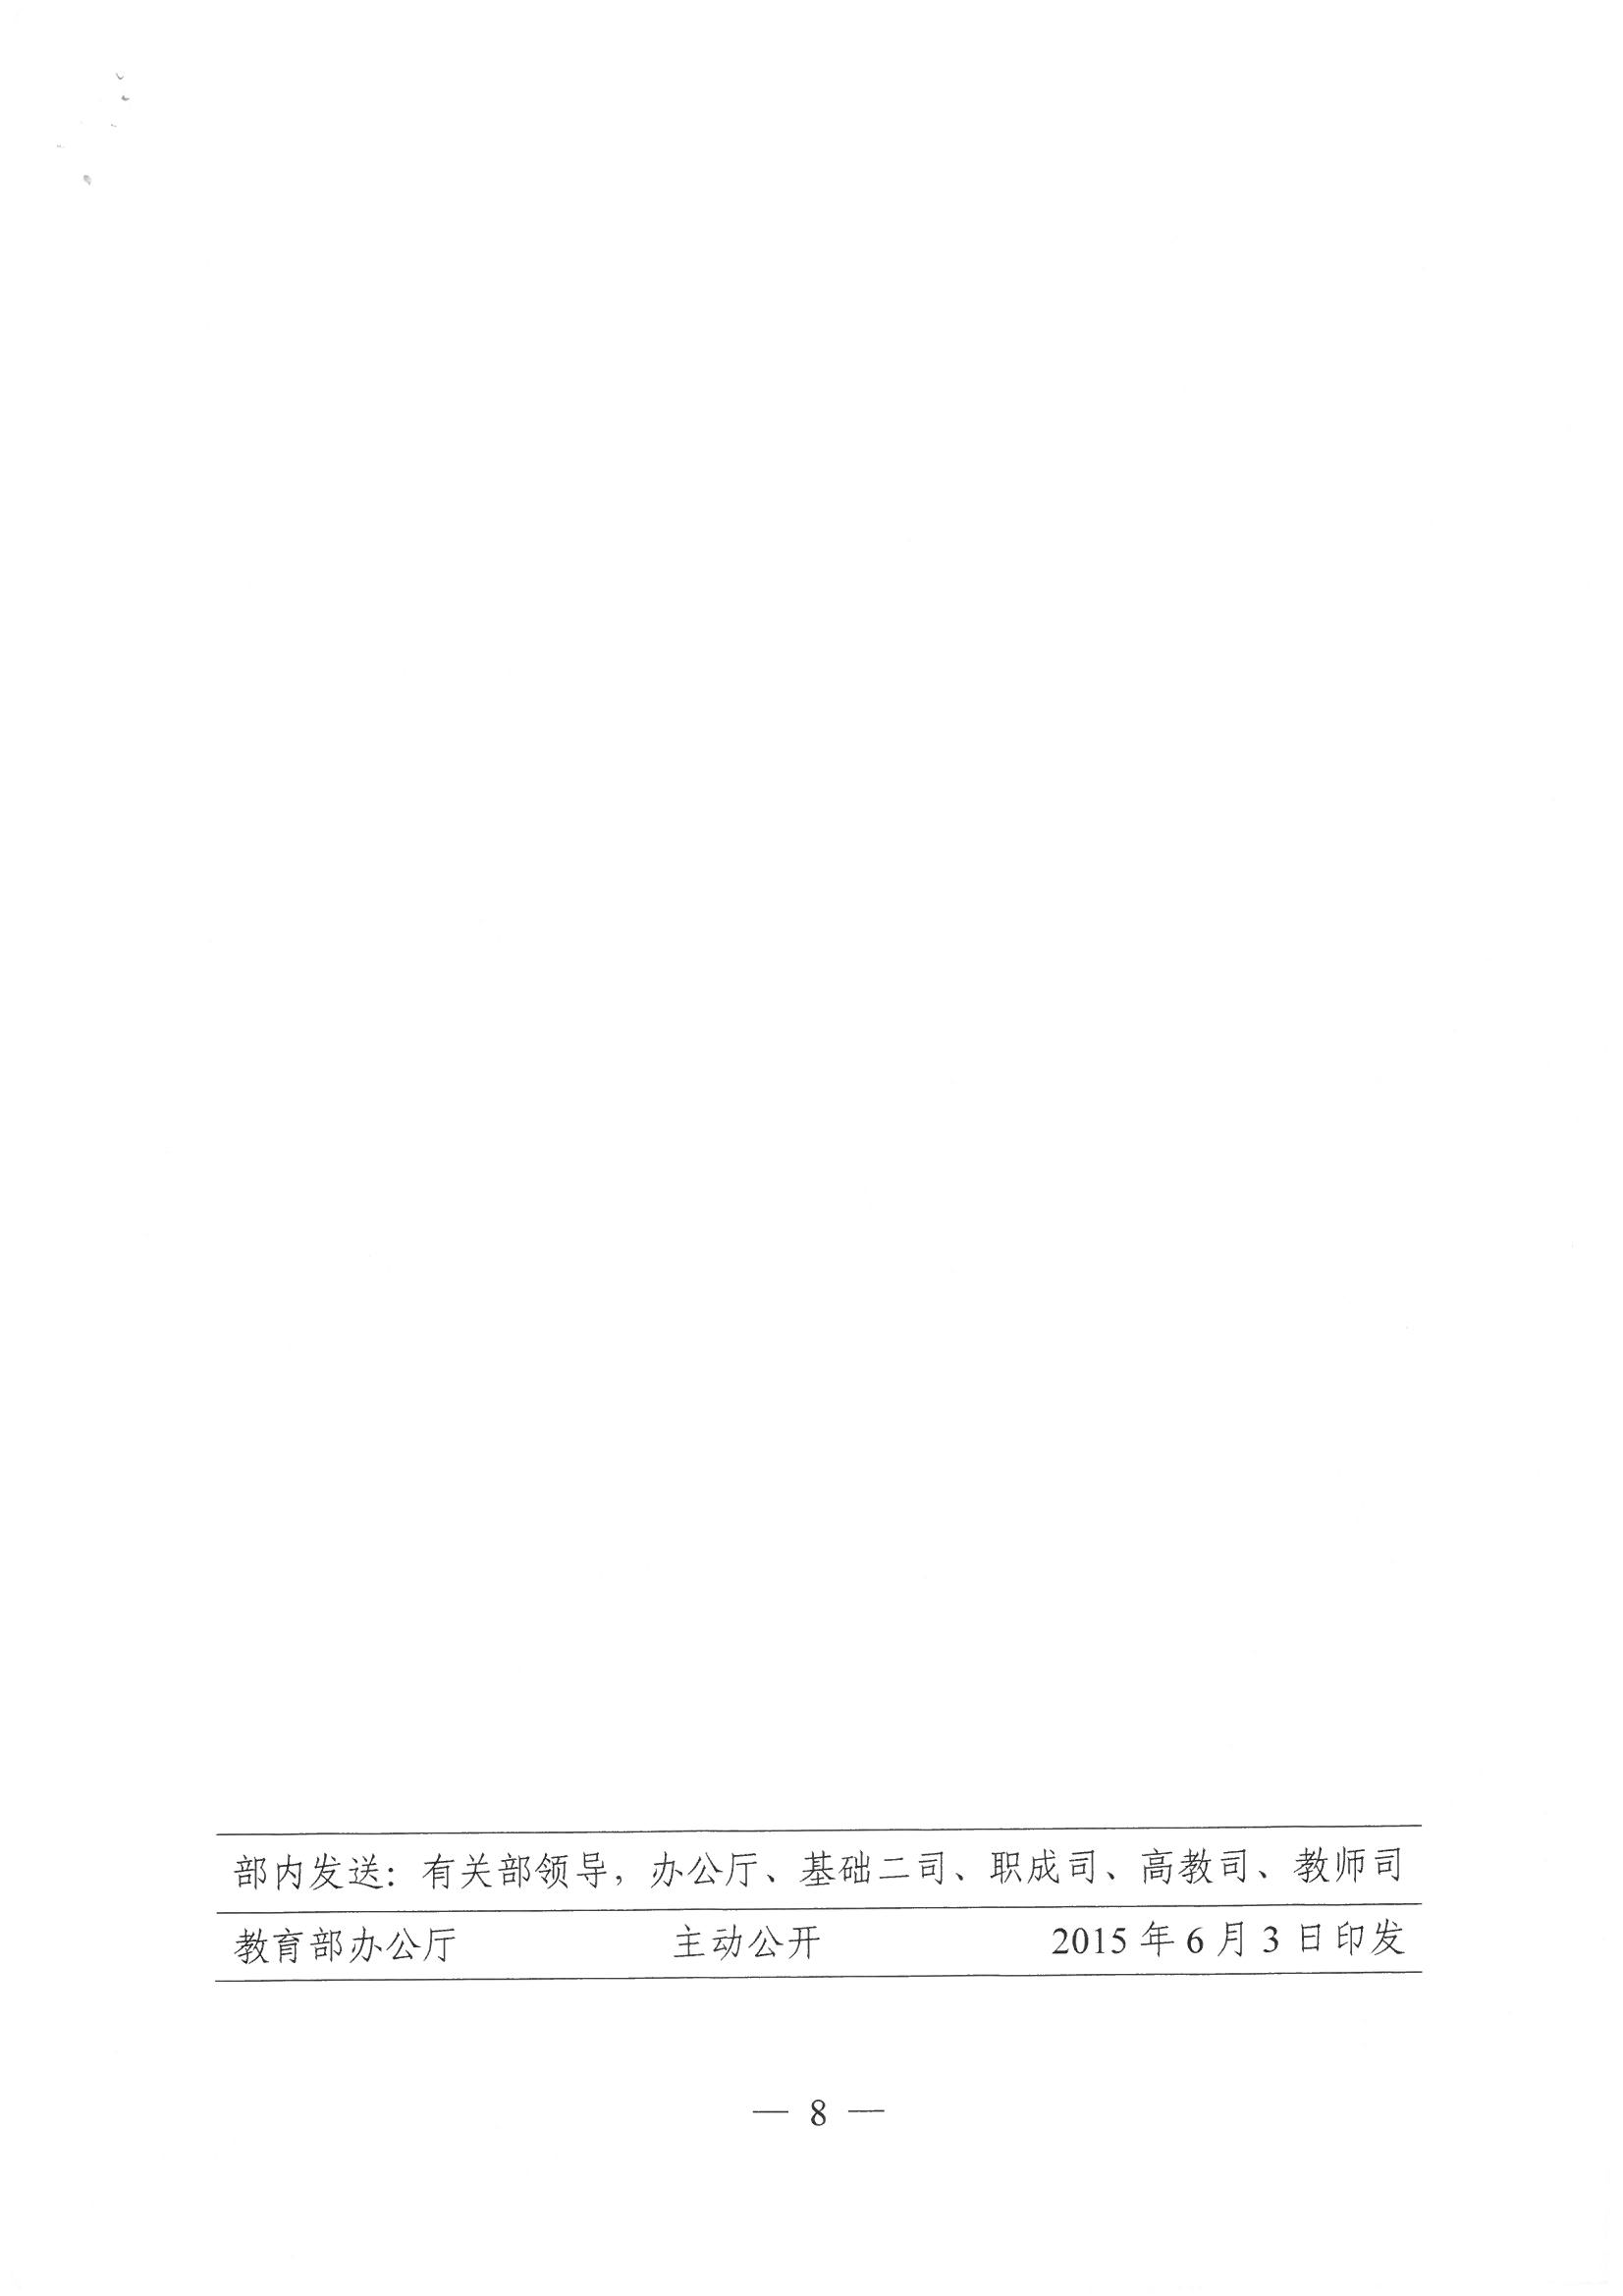 部内发送：有关部领导，办公厅、基础二司、职成司、高教司、教师司
教育部办公厅 主动公开 2015年6月3日印发
— 8 —